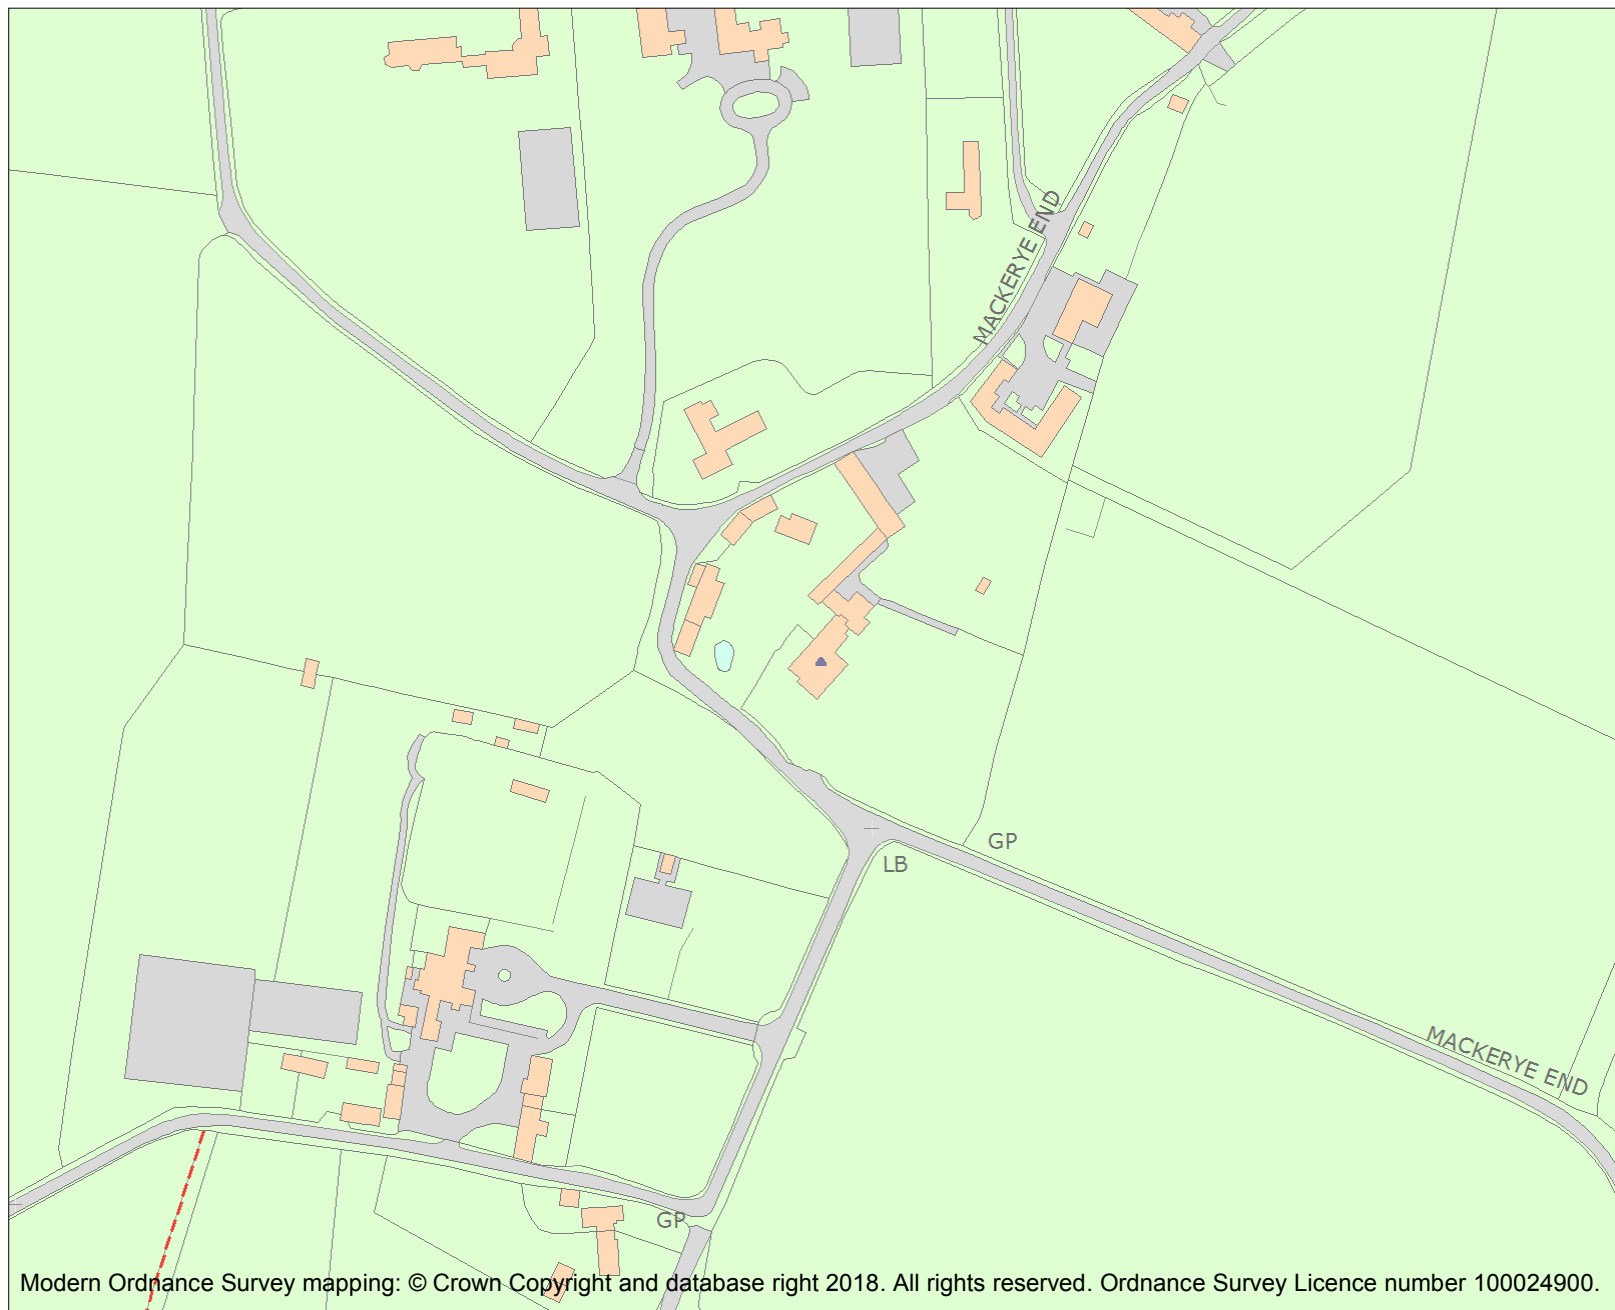 MACKERYE END
GP
LB
MACKERYE END
GP
Modern Ordnance Survey mapping: © Crown Copyright and database right 2018. All rights reserved. Ordnance Survey Licence number 100024900.